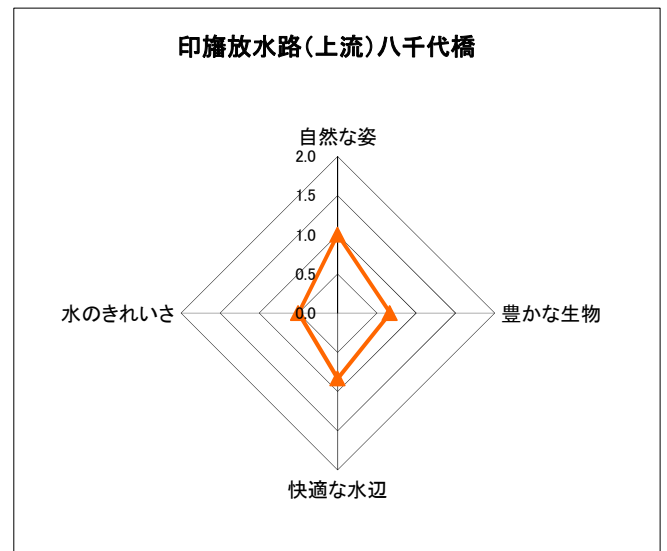 印旛放水路(上流)八千代橋
自然な姿
2.0
1.5
1.0
0.5
0.0
水のきれいさ
豊かな生物
快適な水辺